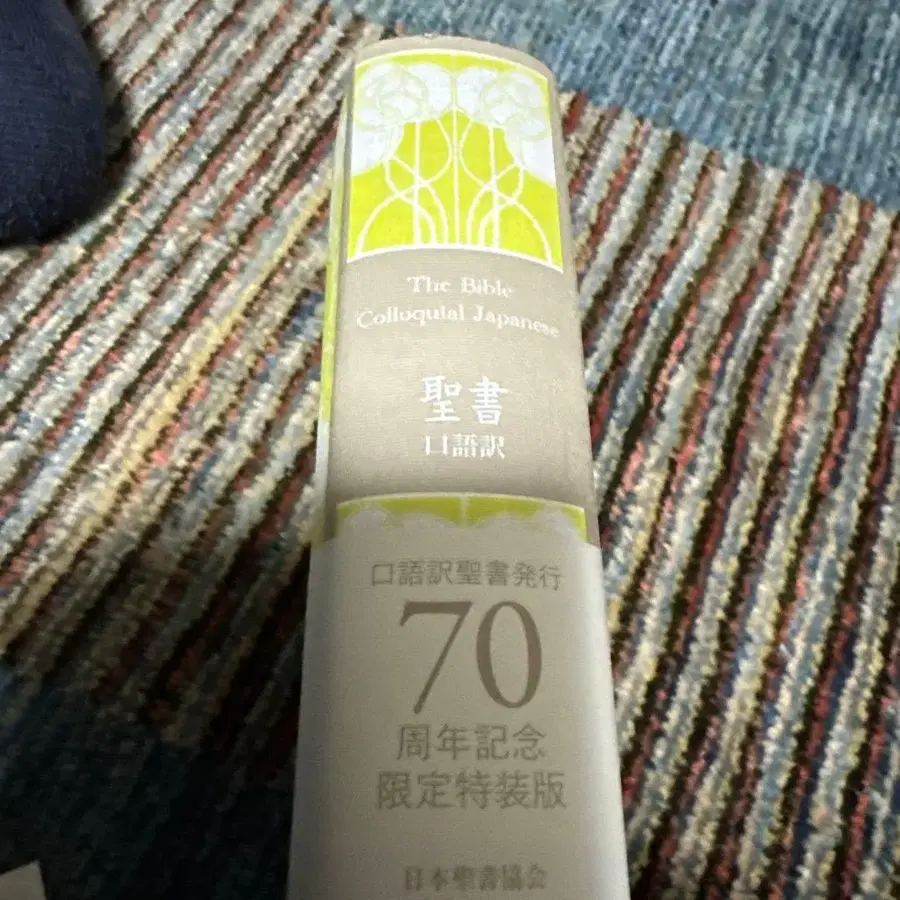 The Bible
Colloquial Japanese
聖書
口語訳
口語訳聖書発行
70
周年記念
限定特装版
日本聖書協会